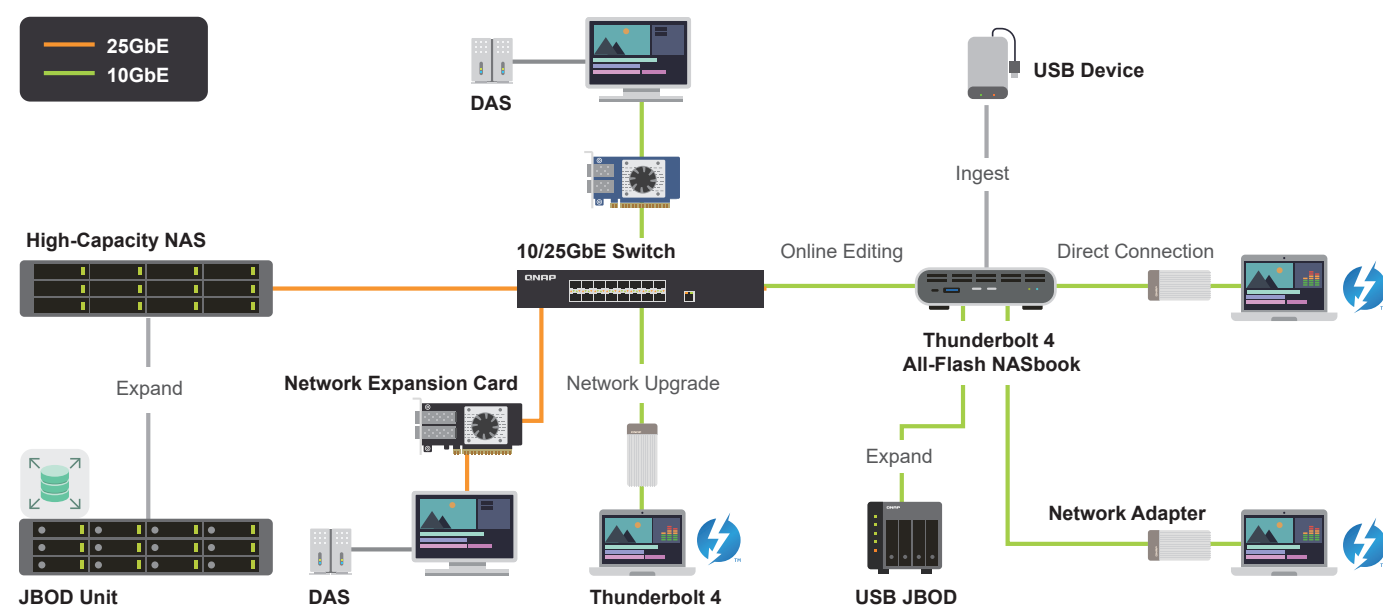 25GbE
10GbE
DAS
USB Device
Ingest
High-Capacity NAS
10/25GbE Switch
Online Editing
Direct Connection
QNAP
Thunderbolt 4
All-Flash NASbook
Expand
Network Expansion Card
Network Upgrade
Expand
QNAP
Network Adapter
JBOD Unit
DAS
Thunderbolt 4
USB JBOD